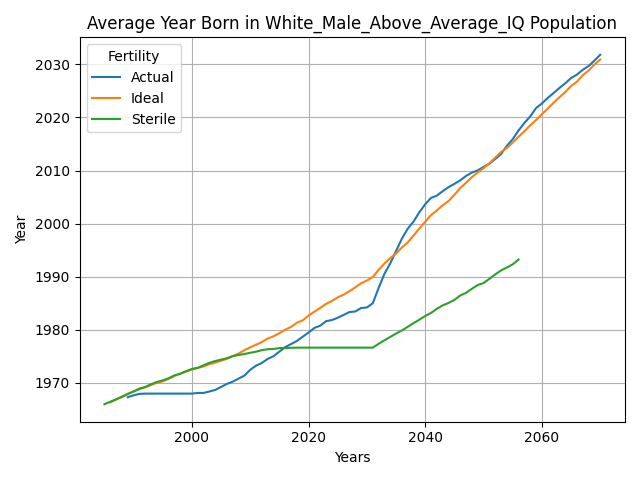 Average Year Born in White_Male_Above_Average_IQ Population
Fertility
Actual
Ideal
Sterile
Year
2030
2020
2010
2000
1990
1980
1970
2000 2020 2040 2060
Years